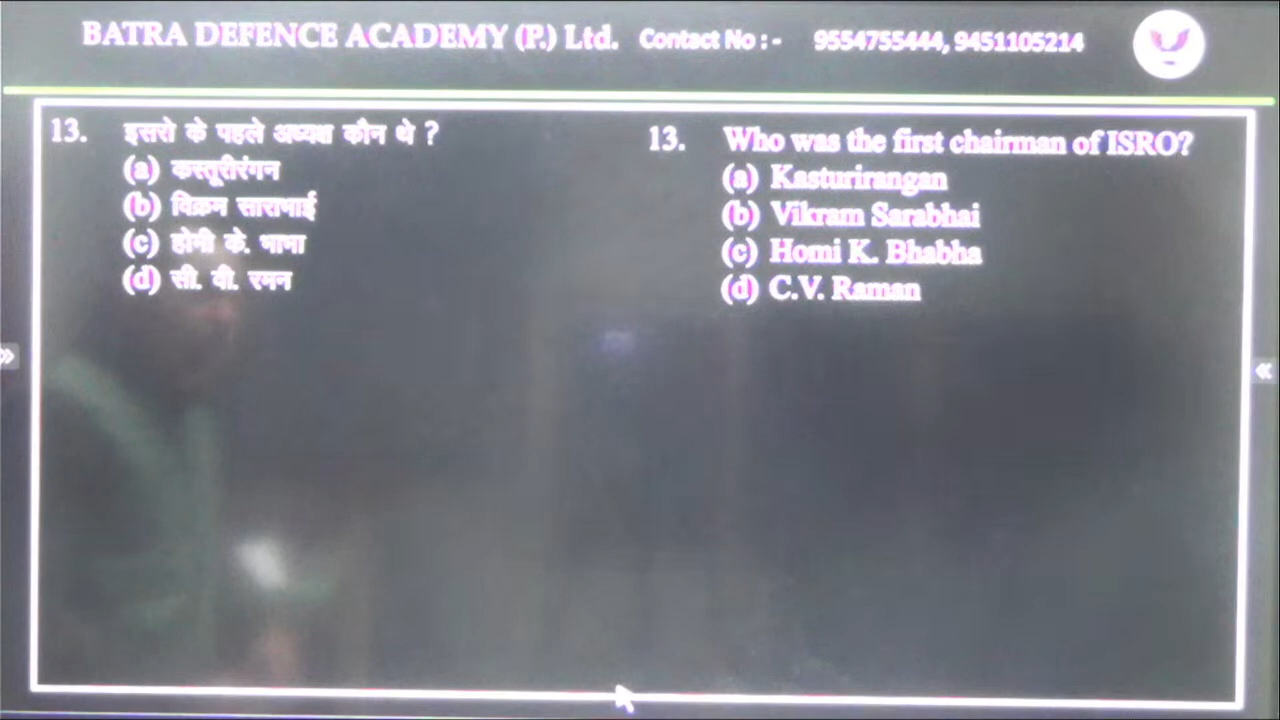 BATRA DEFENCE ACADEMY (P.) Ltd. Contact No :- 9554755444, 9451105214
13. इसरो के पहले अध्यक्ष कौन थे ?
(a) कस्तूरीरंगन
(b) विक्रम साराभाई
(c) होमी के. भाभा
(d) सी. वी. रमन
13. Who was the first chairman of ISRO?
(a) Kasturirangan
(b) Vikram Sarabhai
(c) Homi K. Bhabha
(d) C.V. Raman